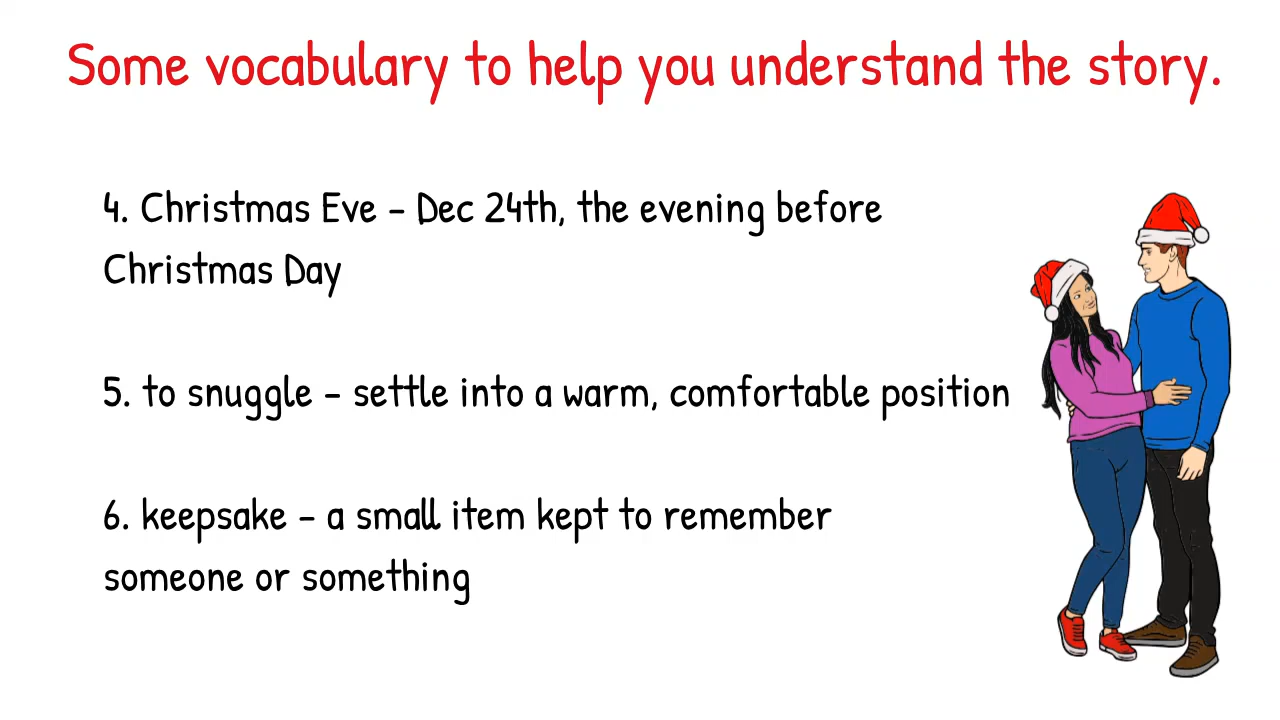 Some vocabulary to help you understand the story.
4. Christmas Eve – Dec 24th, the evening before
Christmas Day
5. to snuggle – settle into a warm, comfortable position
6. keepsake – a small item kept to remember
someone or something